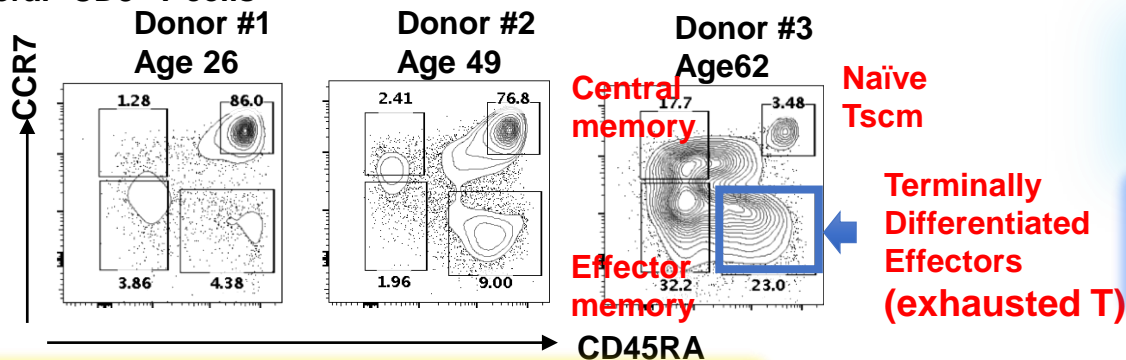 CD8⁺ T cells
Donor #1
Age 26
Donor #2
Age 49
Donor #3
Age62
CCR7
1.28
86.0
3.86
4.38
2.41
76.8
1.96
9.00
Central
memory
17.7
3.48
Effector
memory
32.2
23.0
Naïve
Tscm
Terminally
Differentiated
Effectors
(exhausted T)
CD45RA